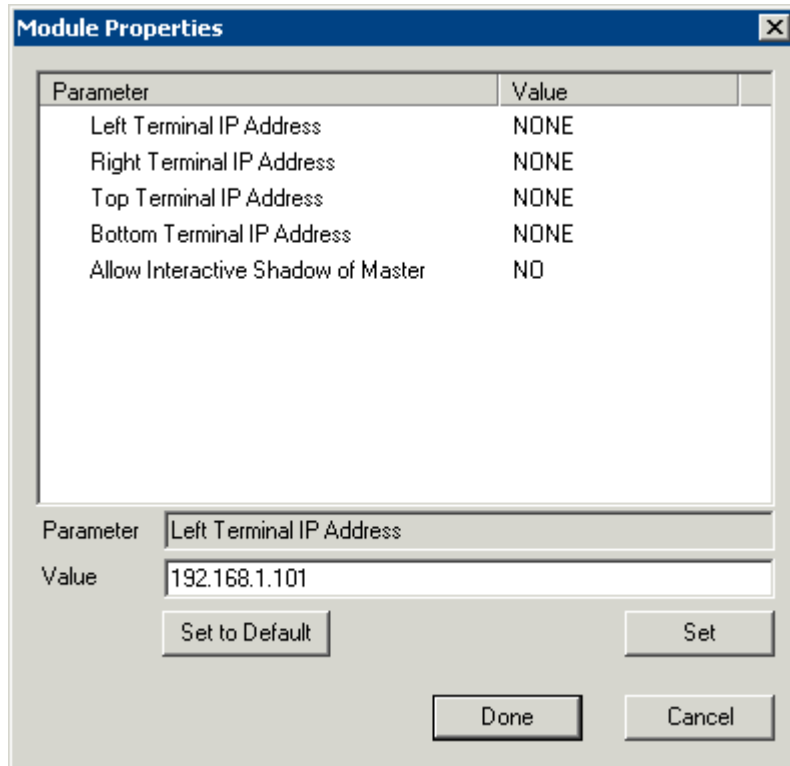 Module Properties
Parameter Value
Left Terminal IP Address NONE
Right Terminal IP Address NONE
Top Terminal IP Address NONE
Bottom Terminal IP Address NONE
Allow Interactive Shadow of Master NO
Parameter Left Terminal IP Address
Value 192.168.1.101
Set to Default Set
Done Cancel